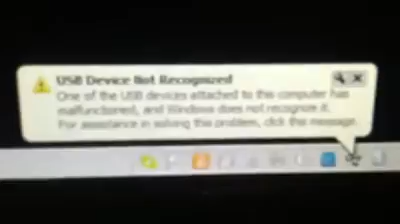 USB Device Not Recognized
One of the USB devices attached to this computer has
malfunctioned, and Windows does not recognize it.
For assistance in solving this problem, click this message.